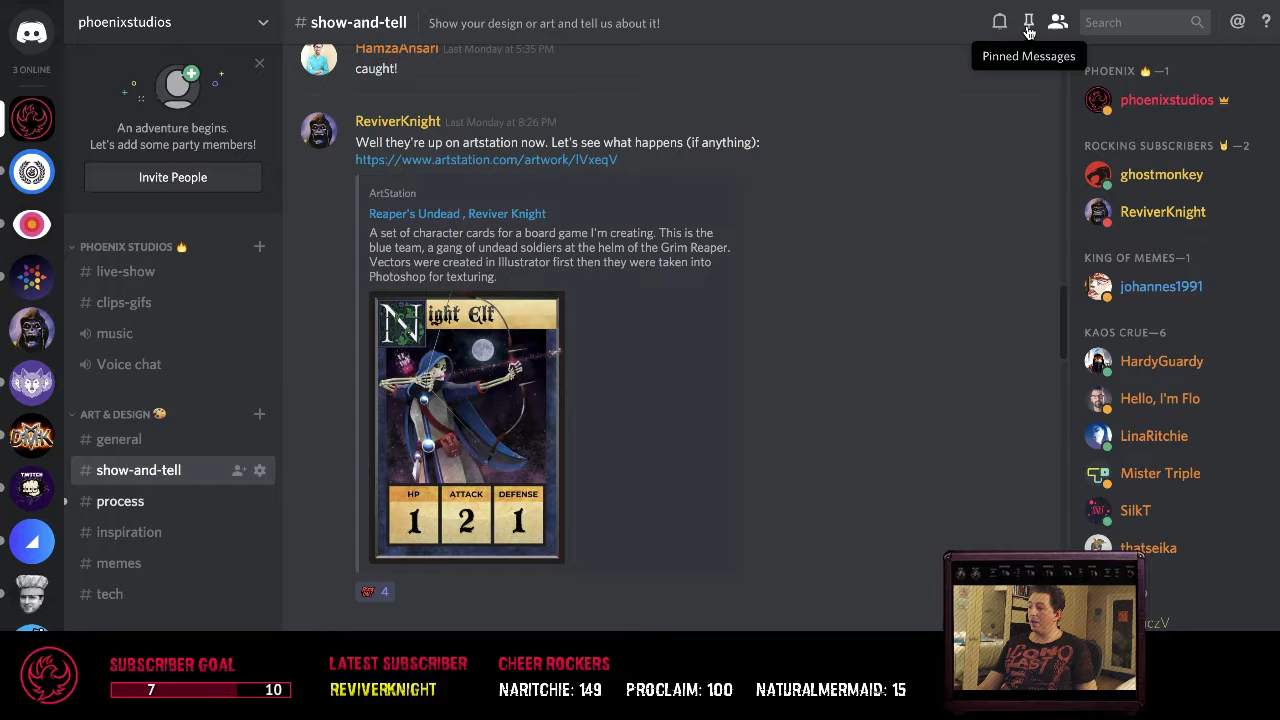 phoenixstudios
# show-and-tell
Show your design or art and tell us about it!
Search
@
?
Pinned Messages
3 ONLINE
An adventure begins.
Let's add some party members!
Invite People
PHOENIX STUDIOS
# live-show
# clips-gifs
music
Voice chat
ART & DESIGN
# general
# show-and-tell
# process
# inspiration
# memes
# tech
HamzaAnsari Last Monday at 5:35 PM
caught!
ReviverKnight Last Monday at 8:26 PM
Well they're up on artstation now. Let's see what happens (if anything):
https://www.artstation.com/artwork/lVxeqV
ArtStation
Reaper's Undead , Reviver Knight
A set of character cards for a board game I'm creating. This is the
blue team, a gang of undead soldiers at the helm of the Grim Reaper.
Vectors were created in Illustrator first then they were taken into
Photoshop for texturing.
Night Elf
HP ATTACK DEFENSE
1 2 1
4
PHOENIX —1
phoenixstudios
ROCKING SUBSCRIBERS —2
ghostmonkey
ReviverKnight
KING OF MEMES—1
johannes1991
KAOS CRUE—6
HardyGuardy
Hello, I'm Flo
LinaRitchie
Mister Triple
SilkT
thatseika
SUBSCRIBER GOAL
7 10
LATEST SUBSCRIBER
REVIVERKNIGHT
CHEER ROCKERS
NARITCHIE: 149 PROCLAIM: 100 NATURALMERMAID: 15